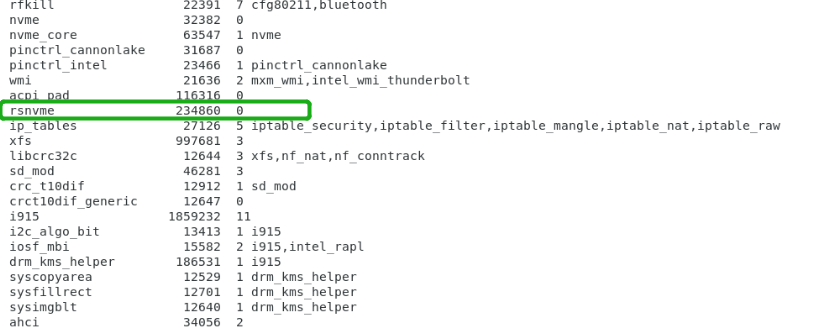 rfkill 22391 7 cfg80211,bluetooth
nvme 32382 0
nvme_core 63547 1 nvme
pinctrl_cannonlake 31687 0
pinctrl_intel 23466 1 pinctrl_cannonlake
wmi 21636 2 mxm_wmi,intel_wmi_thunderbolt
acpi_pad 116316 0
rsnvme 234860 0
ip_tables 27126 5 iptable_security,iptable_filter,iptable_mangle,iptable_nat,iptable_raw
xfs 997681 3
libcrc32c 12644 3 xfs,nf_nat,nf_conntrack
sd_mod 46281 3
crc_t10dif 12912 1 sd_mod
crct10dif_generic 12647 0
i915 1859232 11
i2c_algo_bit 13413 1 i915
iosf_mbi 15582 2 i915,intel_rapl
drm_kms_helper 186531 1 i915
syscopyarea 12529 1 drm_kms_helper
sysfillrect 12701 1 drm_kms_helper
sysimgblt 12640 1 drm_kms_helper
ahci 34056 2